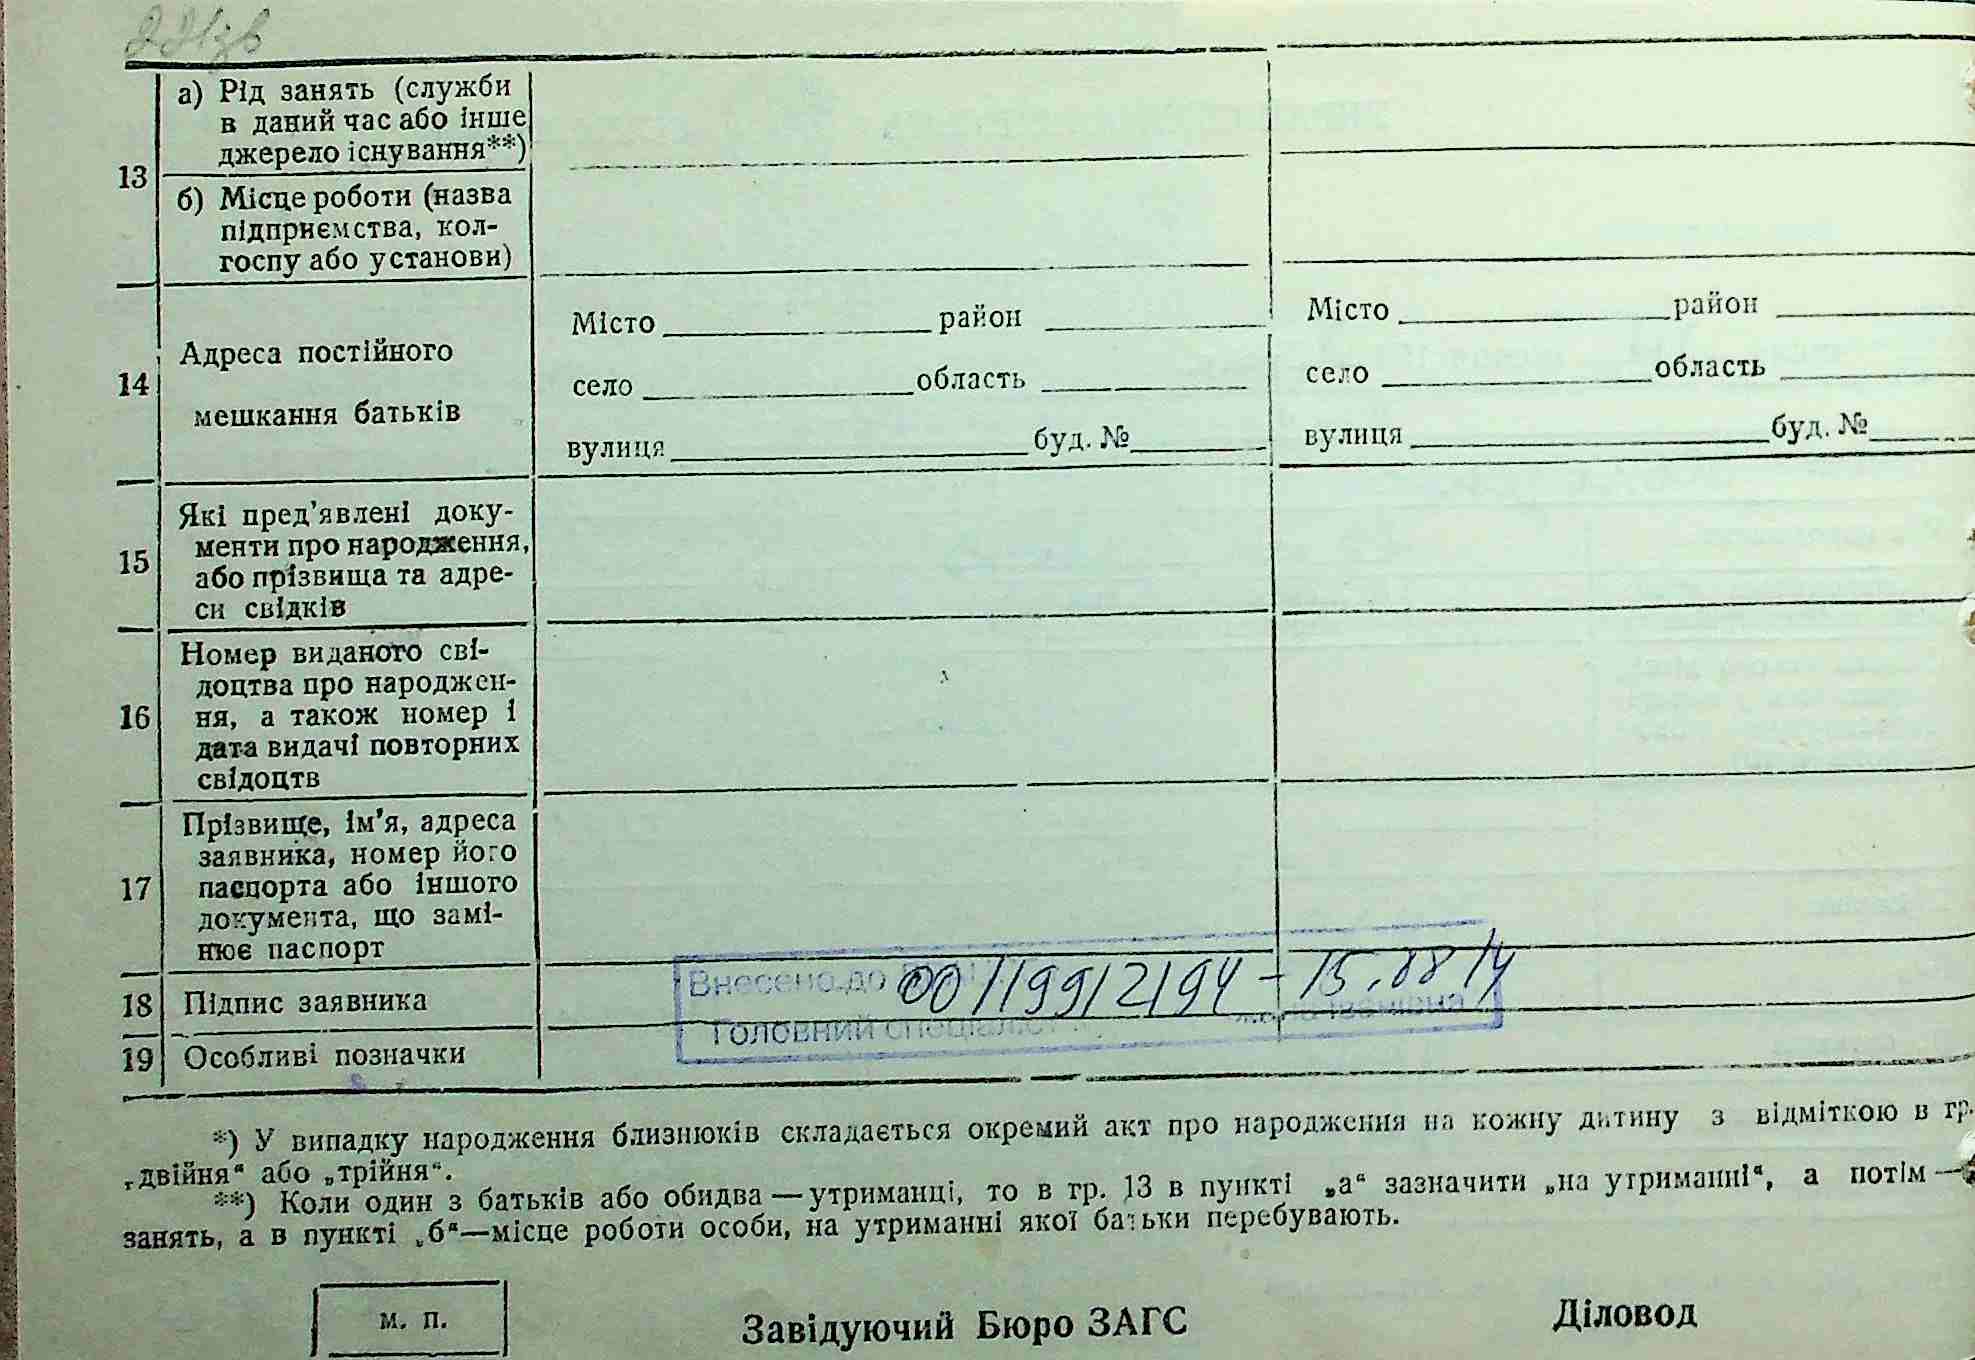 а) Рід занять (служби
в даний час або інше
джерело існування**)
13
б) Місце роботи (назва
підприємства, кол-
госпу або установи)
14
Адреса постійного
мешкання батьків
Місто район
село область
вулиця буд. №
Місто район
село область
вулиця буд. №
15
Які пред'явлені доку-
менти про народження,
або прізвища та адре-
си свідків
16
Номер виданого сві-
доцтва про народжен-
ня, а також номер і
дата видачі повторних
свідоцтв
17
Прізвище, ім'я, адреса
заявника, номер його
паспорта або іншого
документа, що замі-
нює паспорт
18 Підпис заявника
Внесено до
Головний Іванівна
19 Особливі позначки
*) У випадку народження близнюків складається окремий акт про народження на кожну дитину з відміткою в гр.
„двійня“ або „трійня“.
**) Коли один з батьків або обидва — утриманці, то в гр. 13 в пункті „а“ зазначити „на утриманні“, а потім —
занять, а в пункті „б“—місце роботи особи, на утриманні якої батьки перебувають.
м. п.
Завідуючий Бюро ЗАГС
Діловод